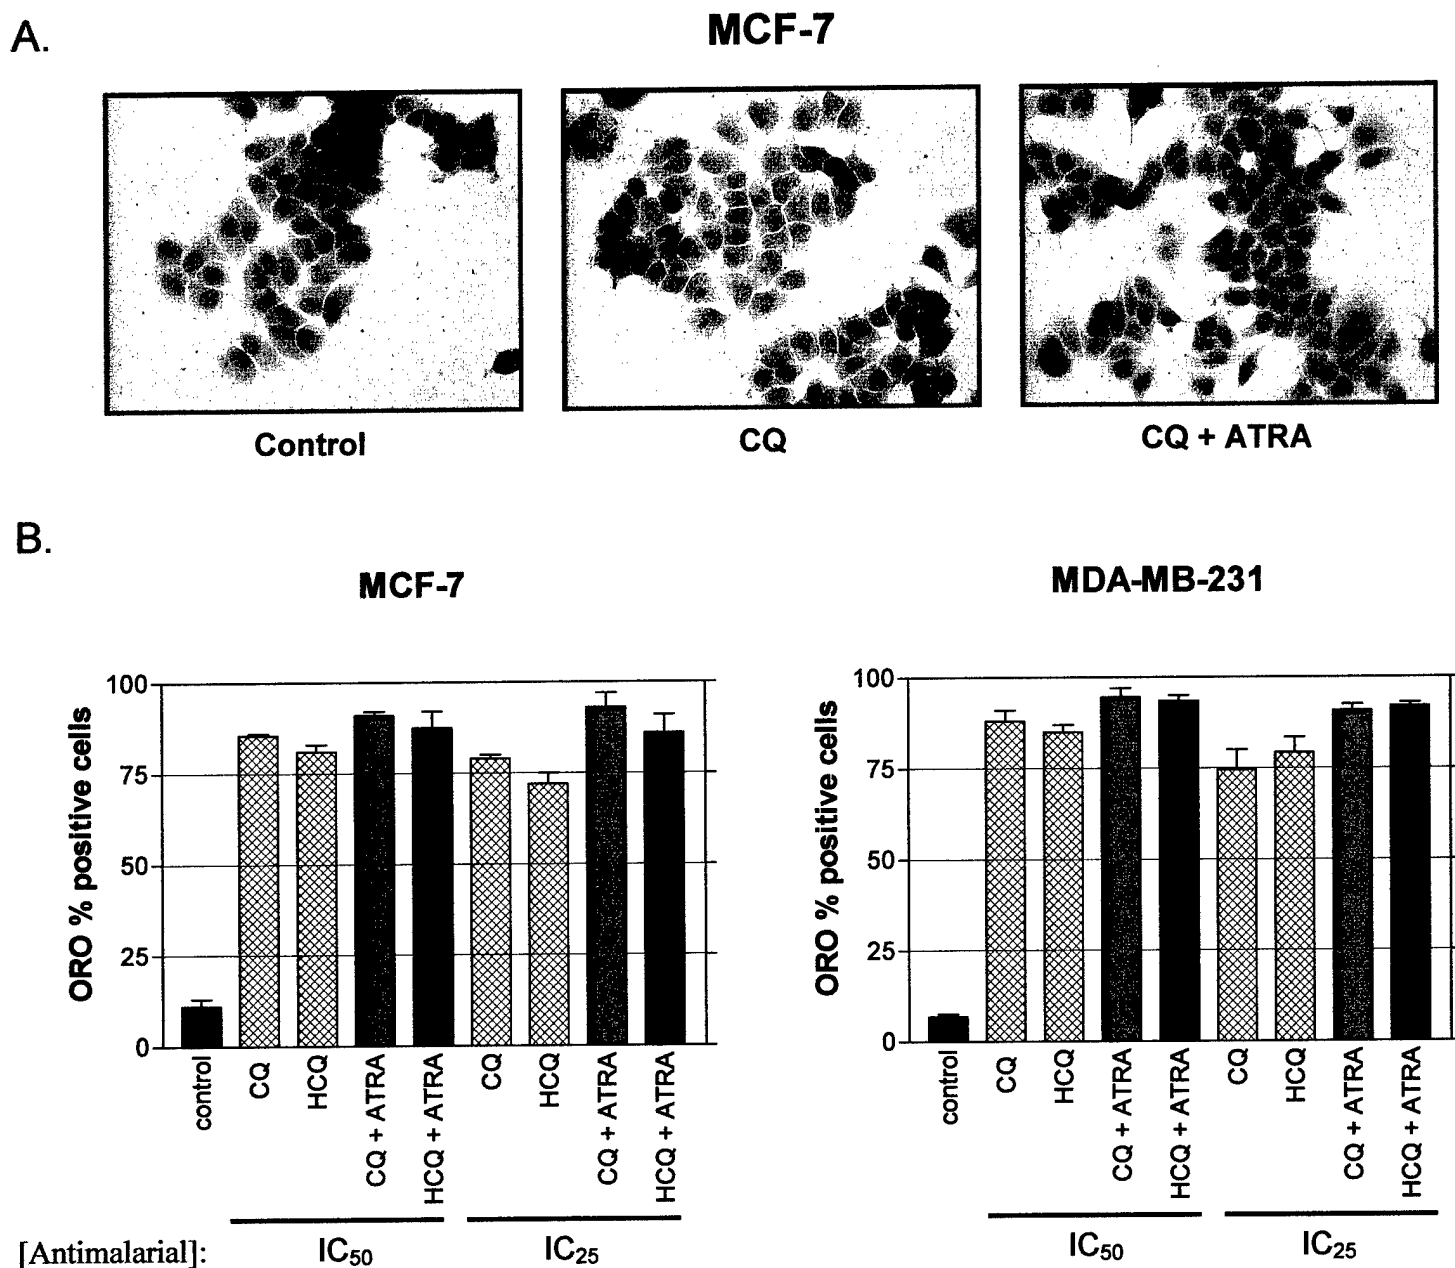 A.
MCF-7
Control
CQ
CQ + ATRA
B.
MCF-7
MDA-MB-231
ORO % positive cells
100
75
50
25
0
control
CQ
HCQ
CQ + ATRA
HCQ + ATRA
CQ
HCQ
CQ + ATRA
HCQ + ATRA
ORO % positive cells
100
75
50
25
0
control
CQ
HCQ
CQ + ATRA
HCQ + ATRA
CQ
HCQ
CQ + ATRA
HCQ + ATRA
[Antimalarial]:
IC₅₀
IC₂₅
IC₅₀
IC₂₅